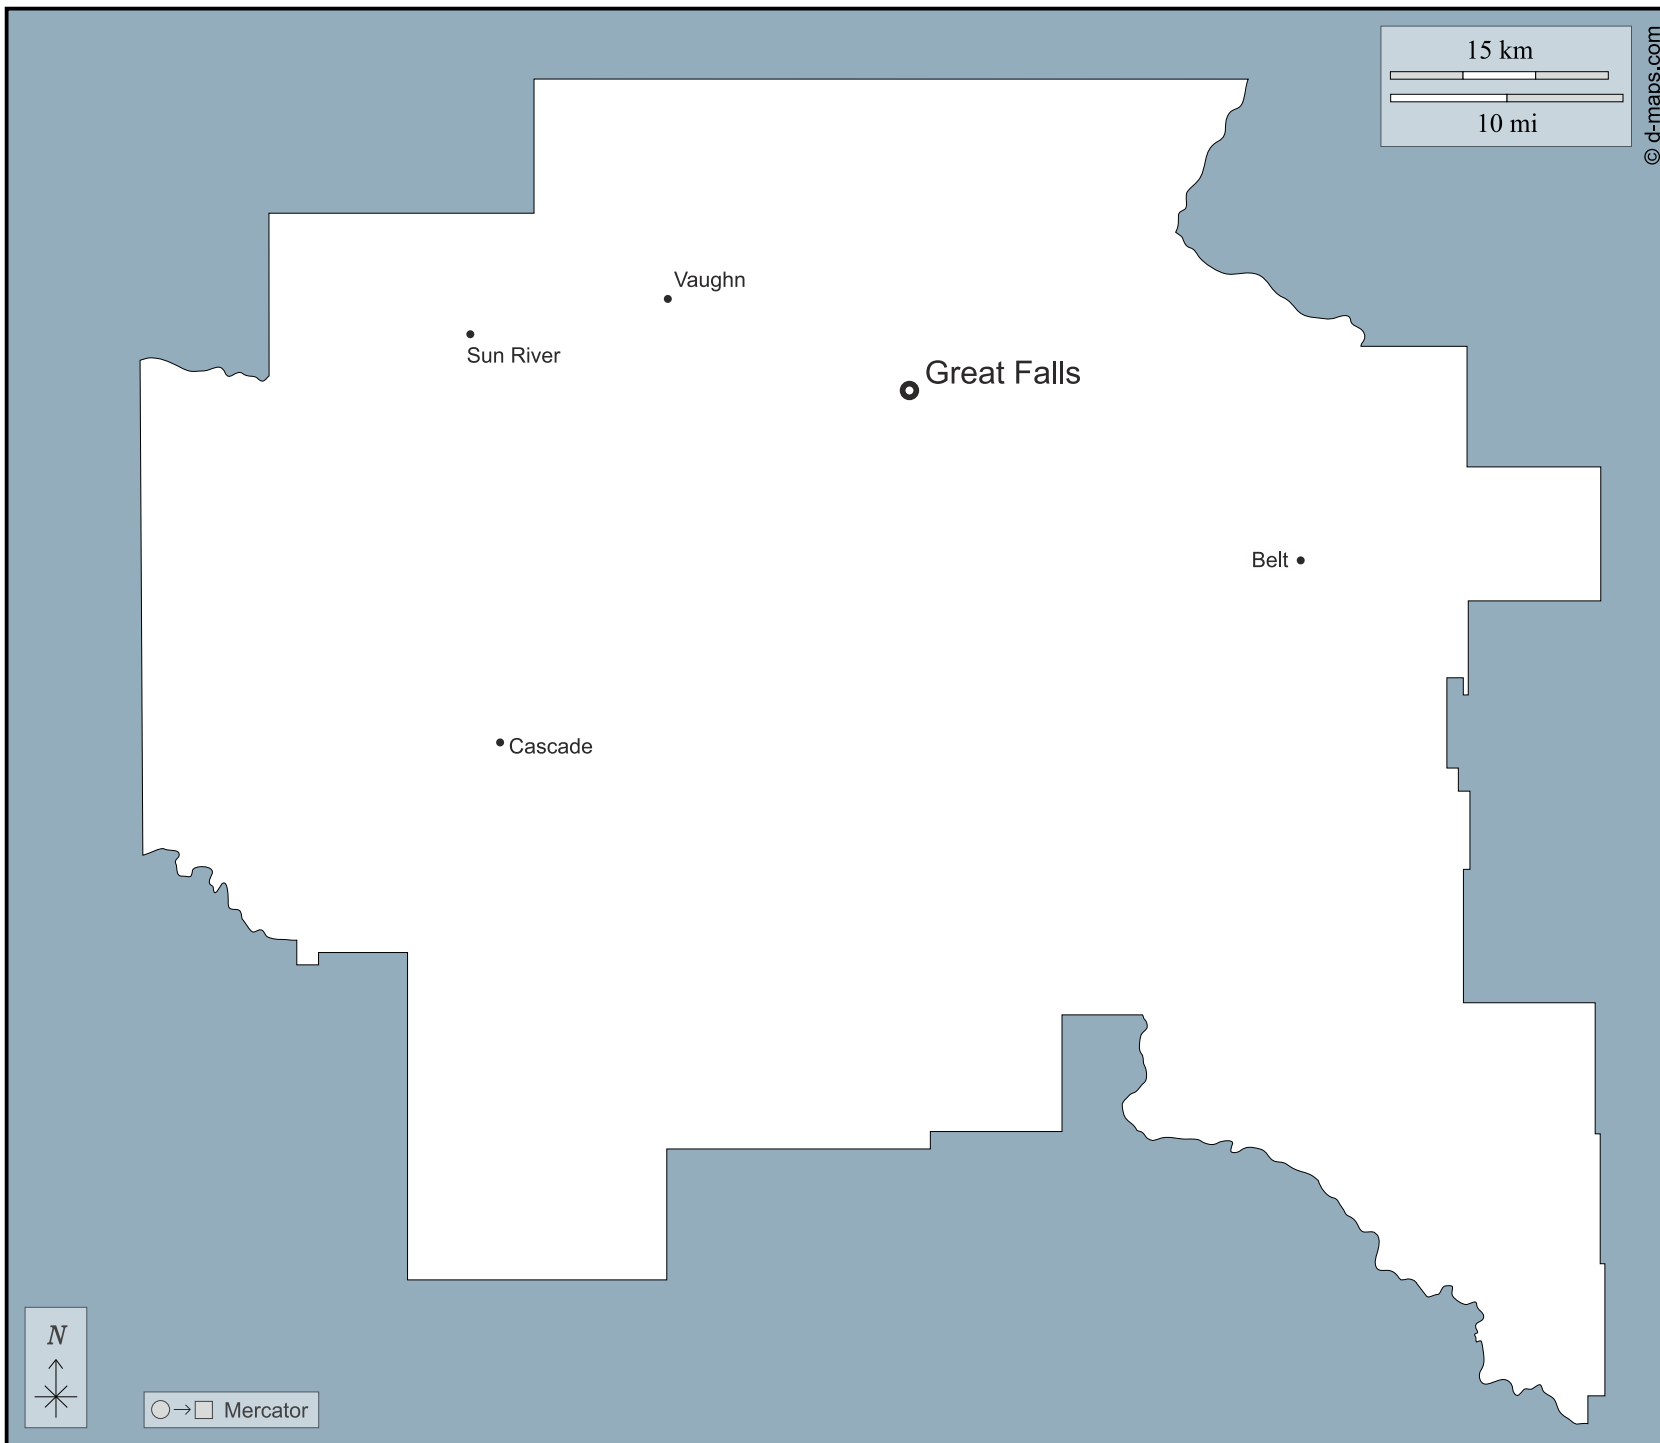 15 km
10 mi
© d-maps.com
Vaughn
Sun River
Great Falls
Belt
Cascade
N
Mercator